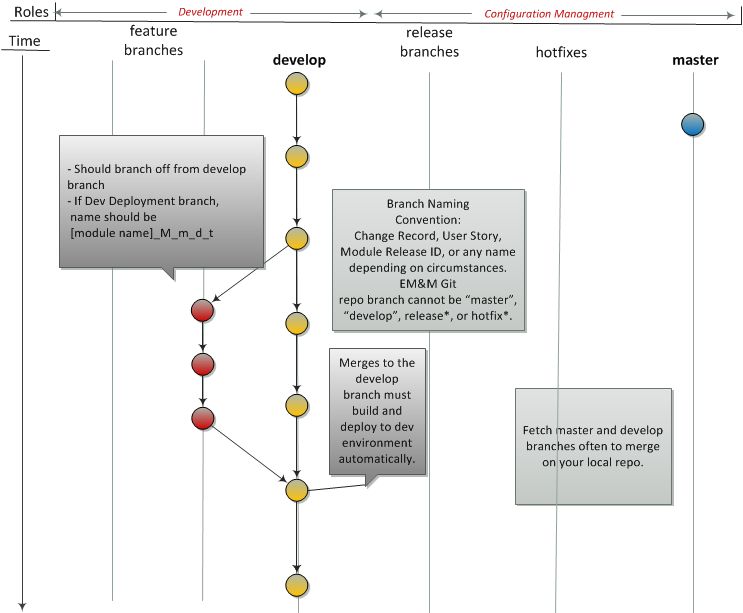 Roles
Development
Configuration Managment
Time
feature
branches
develop
release
branches
hotfixes
master
- Should branch off from develop
branch
- If Dev Deployment branch,
name should be
[module name]_M_m_d_t
Branch Naming
Convention:
Change Record, User Story,
Module Release ID, or any name
depending on circumstances.
EM&M Git
repo branch cannot be “master”,
“develop”, release*, or hotfix*.
Merges to the
develop
branch must
build and
deploy to dev
environment
automatically.
Fetch master and develop
branches often to merge
on your local repo.